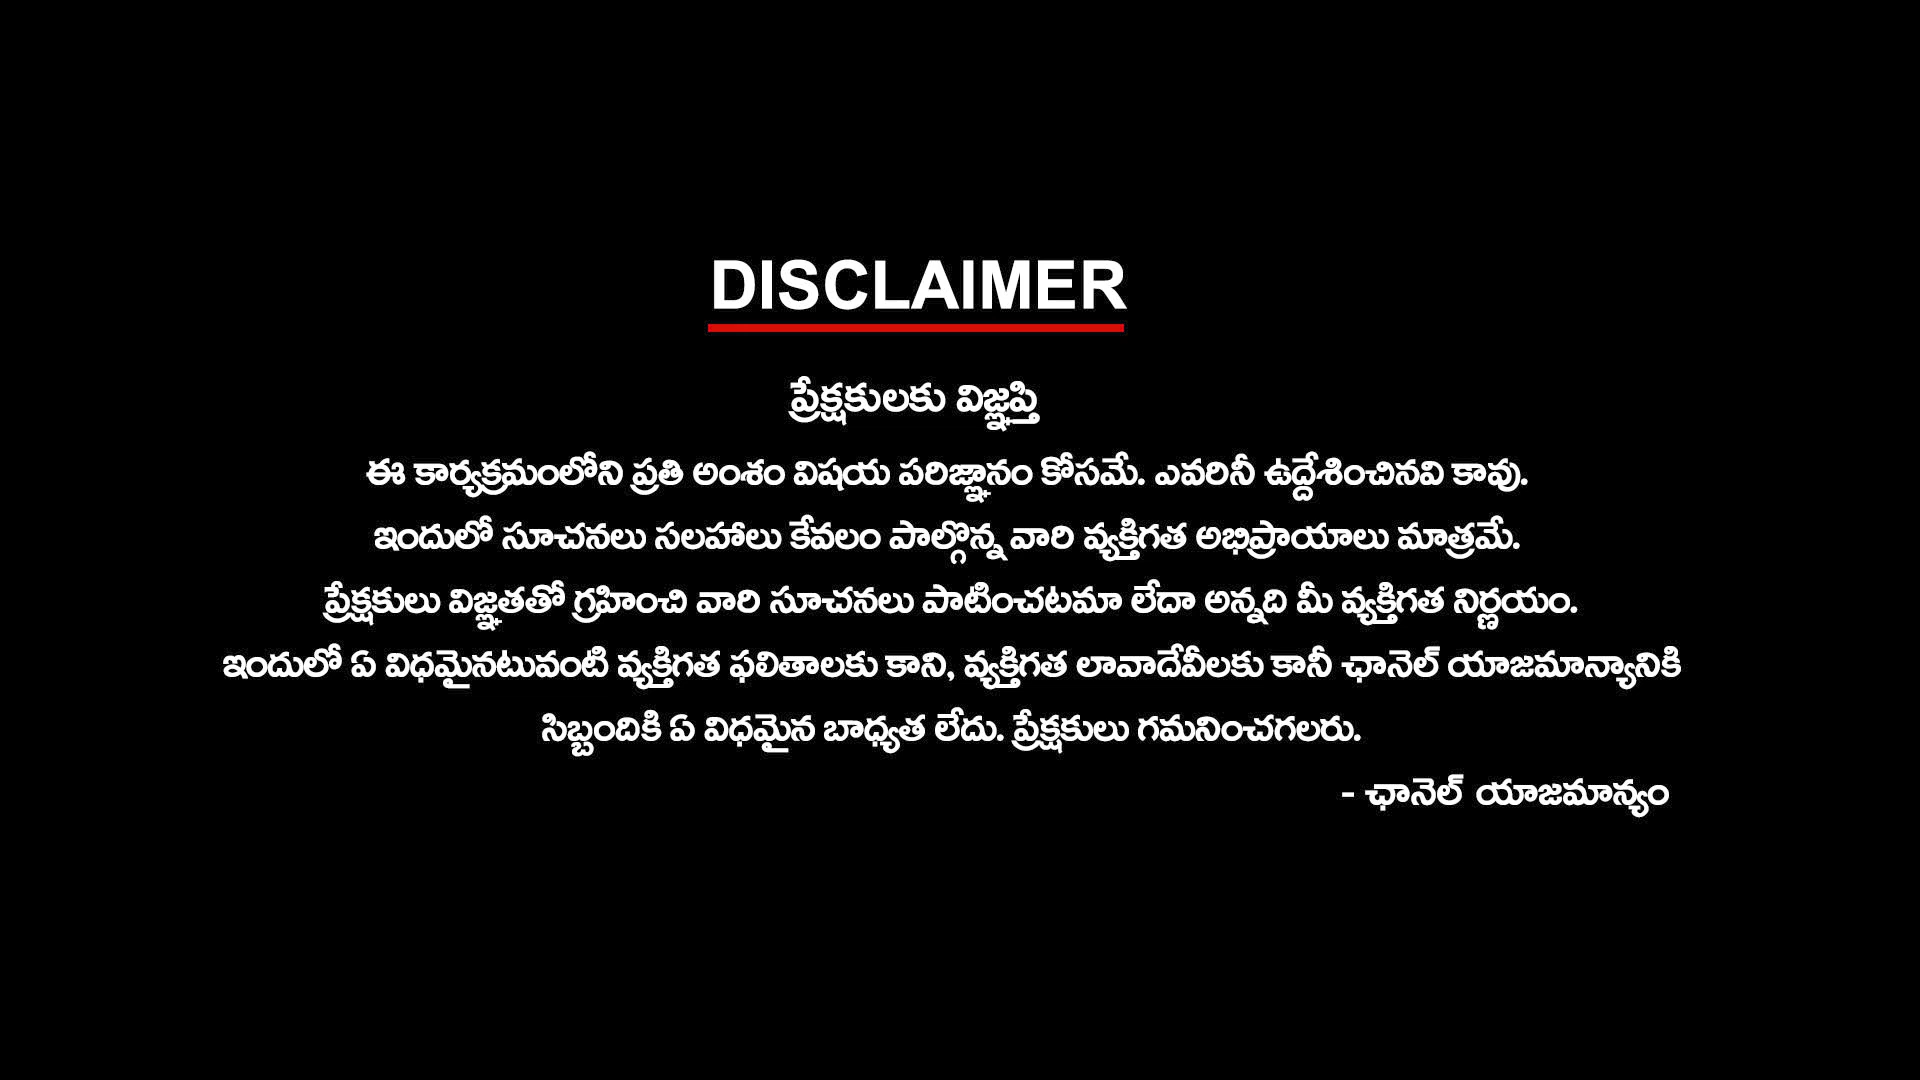 DISCLAIMER
ప్రేక్షకులకు విజ్ఞప్తి
ఈ కార్యక్రమంలోని ప్రతి అంశం విషయ పరిజ్ఞానం కోసమే. ఎవరినీ ఉద్దేశించినవి కావు.
ఇందులో సూచనలు సలహాలు కేవలం పాల్గొన్న వారి వ్యక్తిగత అభిప్రాయాలు మాత్రమే.
ప్రేక్షకులు విజ్ఞతతో గ్రహించి వారి సూచనలు పాటించటమా లేదా అన్నది మీ వ్యక్తిగత నిర్ణయం.
ఇందులో ఏ విధమైనటువంటి వ్యక్తిగత ఫలితాలకు కాని, వ్యక్తిగత లావాదేవీలకు కానీ ఛానెల్ యాజమాన్యానికి
సిబ్బందికి ఏ విధమైన బాధ్యత లేదు. ప్రేక్షకులు గమనించగలరు.
- ఛానెల్ యాజమాన్యం